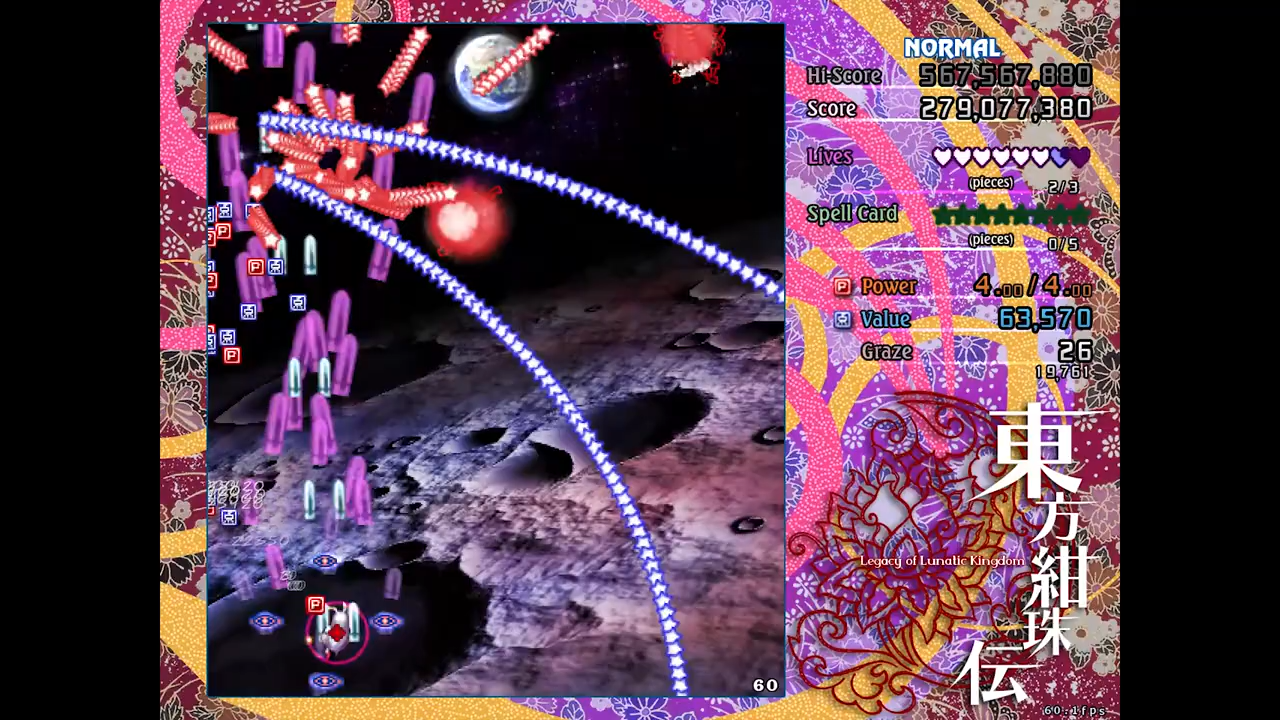 NORMAL
Hi-Score 567,567,880
Score 279,077,380
Lives
(pieces) 2/3
Spell Card
(pieces) 0/5
P Power 4.00/4.00
Value 63,570
Graze 26
19,761
東方紺珠伝
Legacy of Lunatic Kingdom
60
60.1fps
P
P
P
P